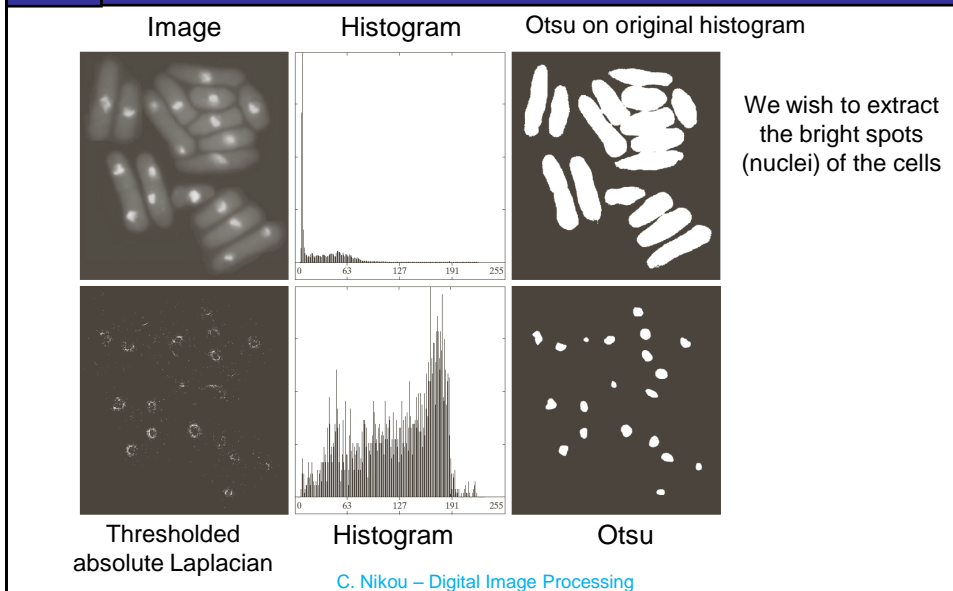 Image Histogram Otsu on original histogram
We wish to extract
the bright spots
(nuclei) of the cells
0 63 127 191 255
0 63 127 191 255
Thresholded
absolute Laplacian
Histogram Otsu
C. Nikou – Digital Image Processing